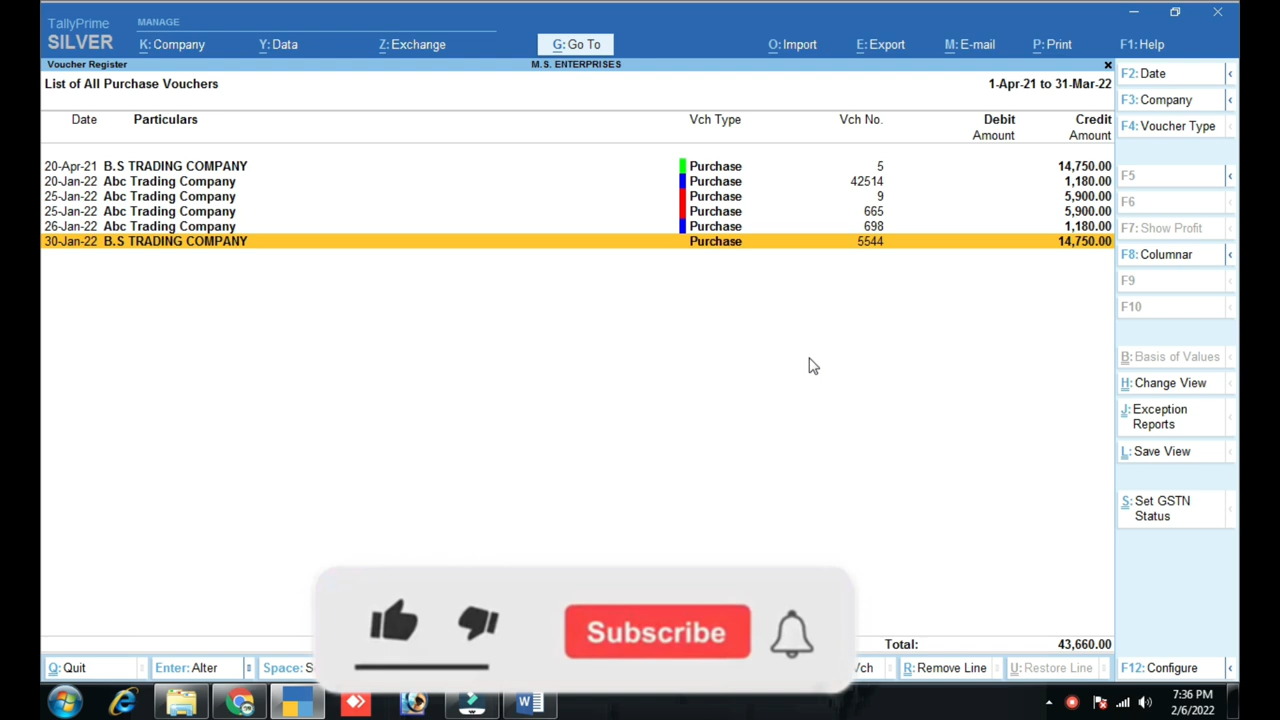 TallyPrime
SILVER
MANAGE
K: Company
Y: Data
Z: Exchange
G: Go To
O: Import
E: Export
M: E-mail
P: Print
F1: Help
Voucher Register
M.S. ENTERPRISES
List of All Purchase Vouchers
1-Apr-21 to 31-Mar-22
Date Particulars Vch Type Vch No. Debit Credit
Amount Amount
20-Apr-21 B.S TRADING COMPANY Purchase 5 14,750.00
20-Jan-22 Abc Trading Company Purchase 42514 1,180.00
25-Jan-22 Abc Trading Company Purchase 9 5,900.00
25-Jan-22 Abc Trading Company Purchase 665 5,900.00
26-Jan-22 Abc Trading Company Purchase 698 1,180.00
30-Jan-22 B.S TRADING COMPANY Purchase 5544 14,750.00
Total: 43,660.00
F2: Date
F3: Company
F4: Voucher Type
F5
F6
F7: Show Profit
F8: Columnar
F9
F10
B: Basis of Values
H: Change View
J: Exception
Reports
L: Save View
S: Set GSTN
Status
F12: Configure
Subscribe
Q: Quit
Enter: Alter
Space: S
Vch
R: Remove Line
U: Restore Line
W
7:36 PM
2/6/2022